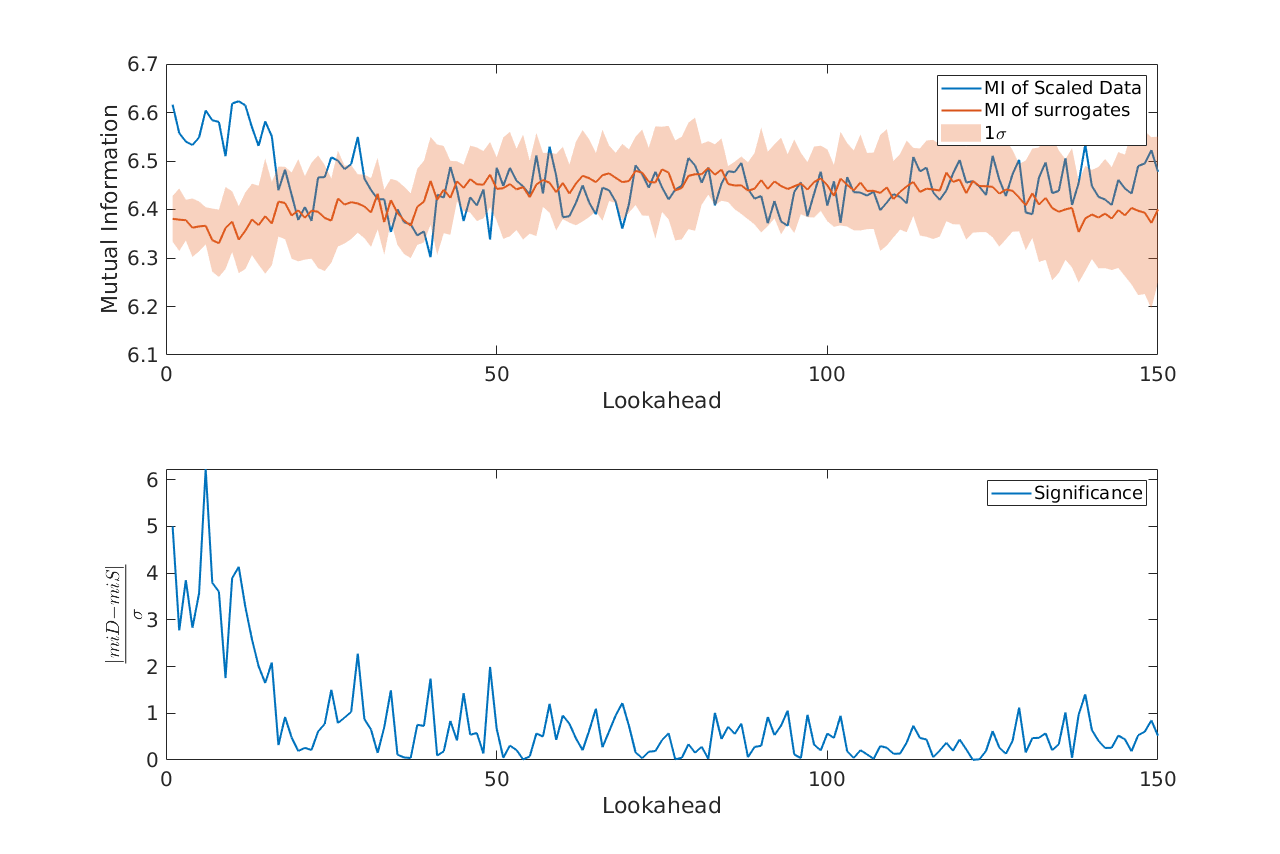 6.7
6.6
6.5
6.4
6.3
6.2
6.1
Mutual Information
MI of Scaled Data
MI of surrogates
1σ
0 50 100 150
Lookahead
6
5
4
3
2
1
0
|miD−miS|
σ
Significance
0 50 100 150
Lookahead